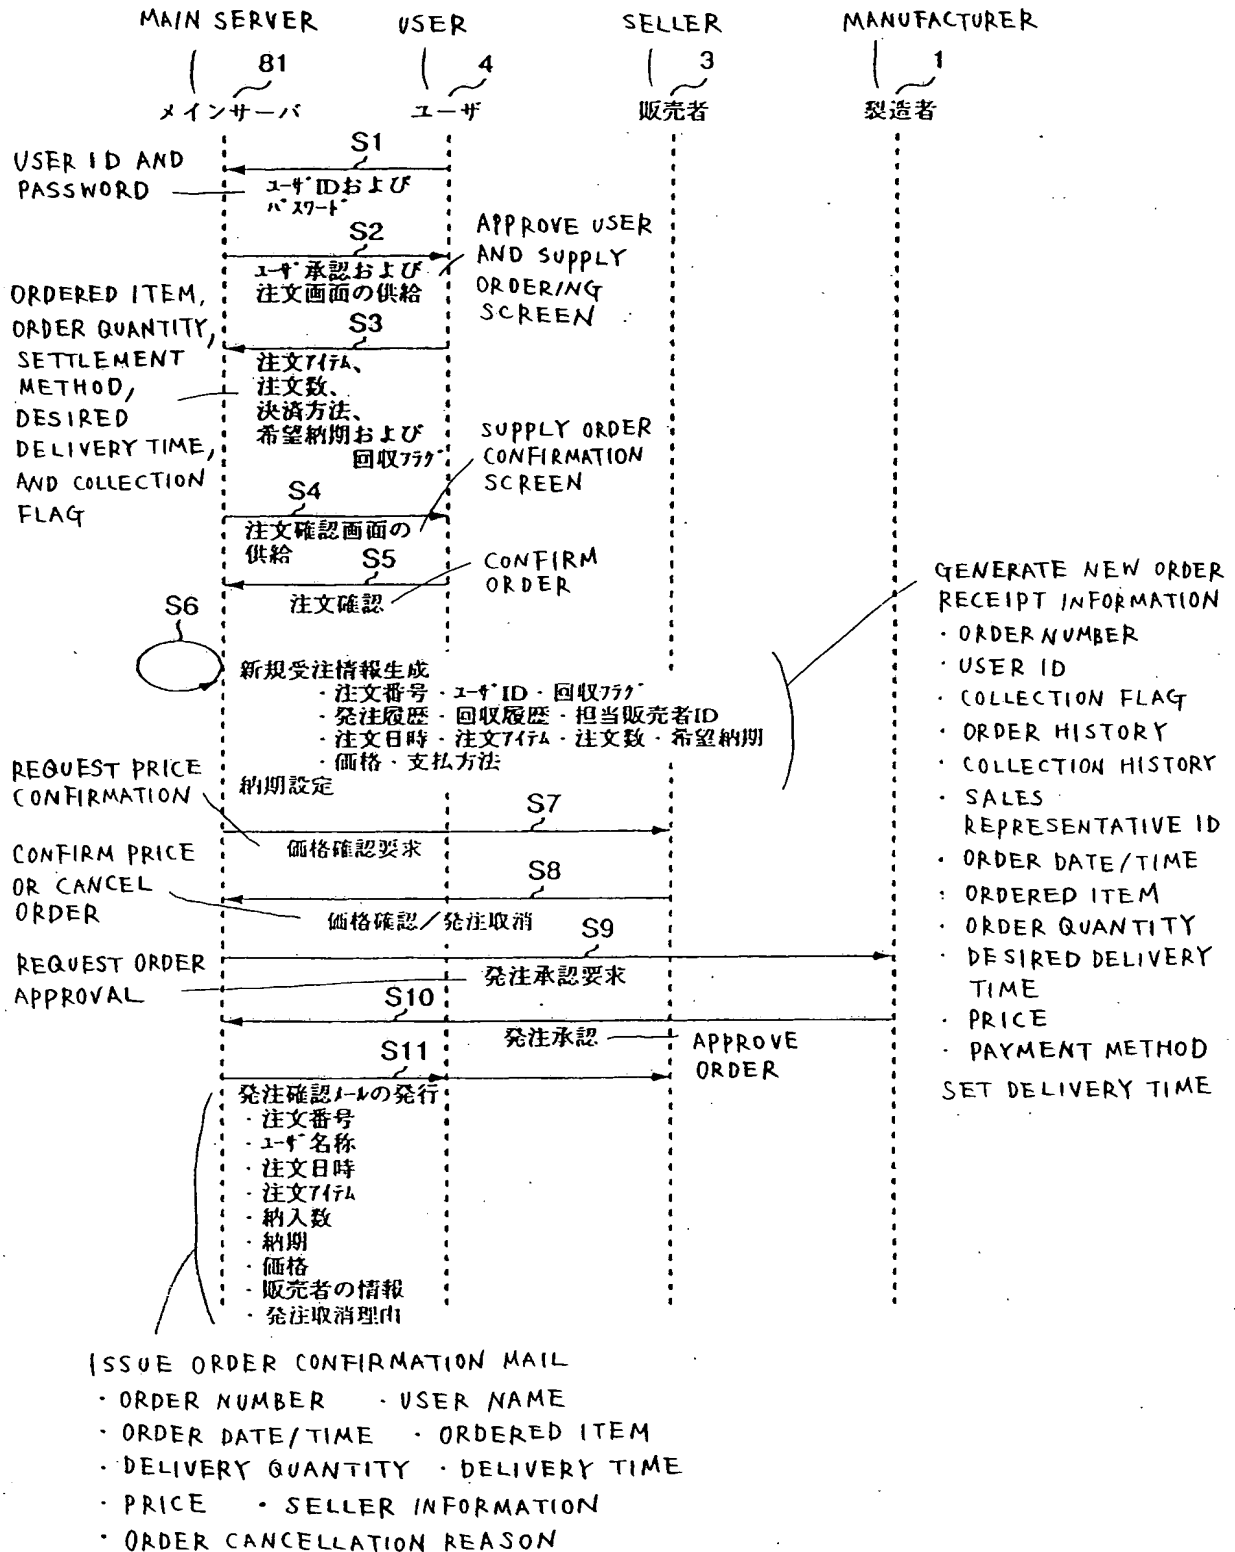 MAIN SERVER USER SELLER MANUFACTURER
81 4 3 1
メインサーバ ユーザ 販売者 製造者
S1
USER ID AND
PASSWORD
ユーザIDおよび
パスワード
S2
APPROVE USER
AND SUPPLY
ORDERING
SCREEN
ユーザ承認および
注文画面の供給
ORDERED ITEM,
ORDER QUANTITY,
SETTLEMENT
METHOD,
DESIRED
DELIVERY TIME,
AND COLLECTION
FLAG
S3
注文アイテム、
注文数、
決済方法、
希望納期および
回収フラグ
SUPPLY ORDER
CONFIRMATION
SCREEN
S4
注文確認画面の
供給
S5
CONFIRM
ORDER
注文確認
S6
新規受注情報生成
・注文番号・ユーザID・回収フラグ
・発注履歴・回収履歴・担当販売者ID
・注文日時・注文アイテム・注文数・希望納期
・価格・支払方法
納期設定
GENERATE NEW ORDER
RECEIPT INFORMATION
・ORDER NUMBER
・USER ID
・COLLECTION FLAG
・ORDER HISTORY
・COLLECTION HISTORY
・SALES
REPRESENTATIVE ID
・ORDER DATE/TIME
・ORDERED ITEM
・ORDER QUANTITY
・DESIRED DELIVERY
TIME
・PRICE
・PAYMENT METHOD
SET DELIVERY TIME
REQUEST PRICE
CONFIRMATION
S7
価格確認要求
CONFIRM PRICE
OR CANCEL
ORDER
S8
価格確認/発注取消
S9
REQUEST ORDER
APPROVAL
発注承認要求
S10
発注承認
APPROVE
ORDER
S11
発注確認メールの発行
・注文番号
・ユーザ名称
・注文日時
・注文アイテム
・納入数
・納期
・価格
・販売者の情報
・発注取消理由
ISSUE ORDER CONFIRMATION MAIL
・ORDER NUMBER ・USER NAME
・ORDER DATE/TIME ・ORDERED ITEM
・DELIVERY QUANTITY ・DELIVERY TIME
・PRICE ・SELLER INFORMATION
・ORDER CANCELLATION REASON